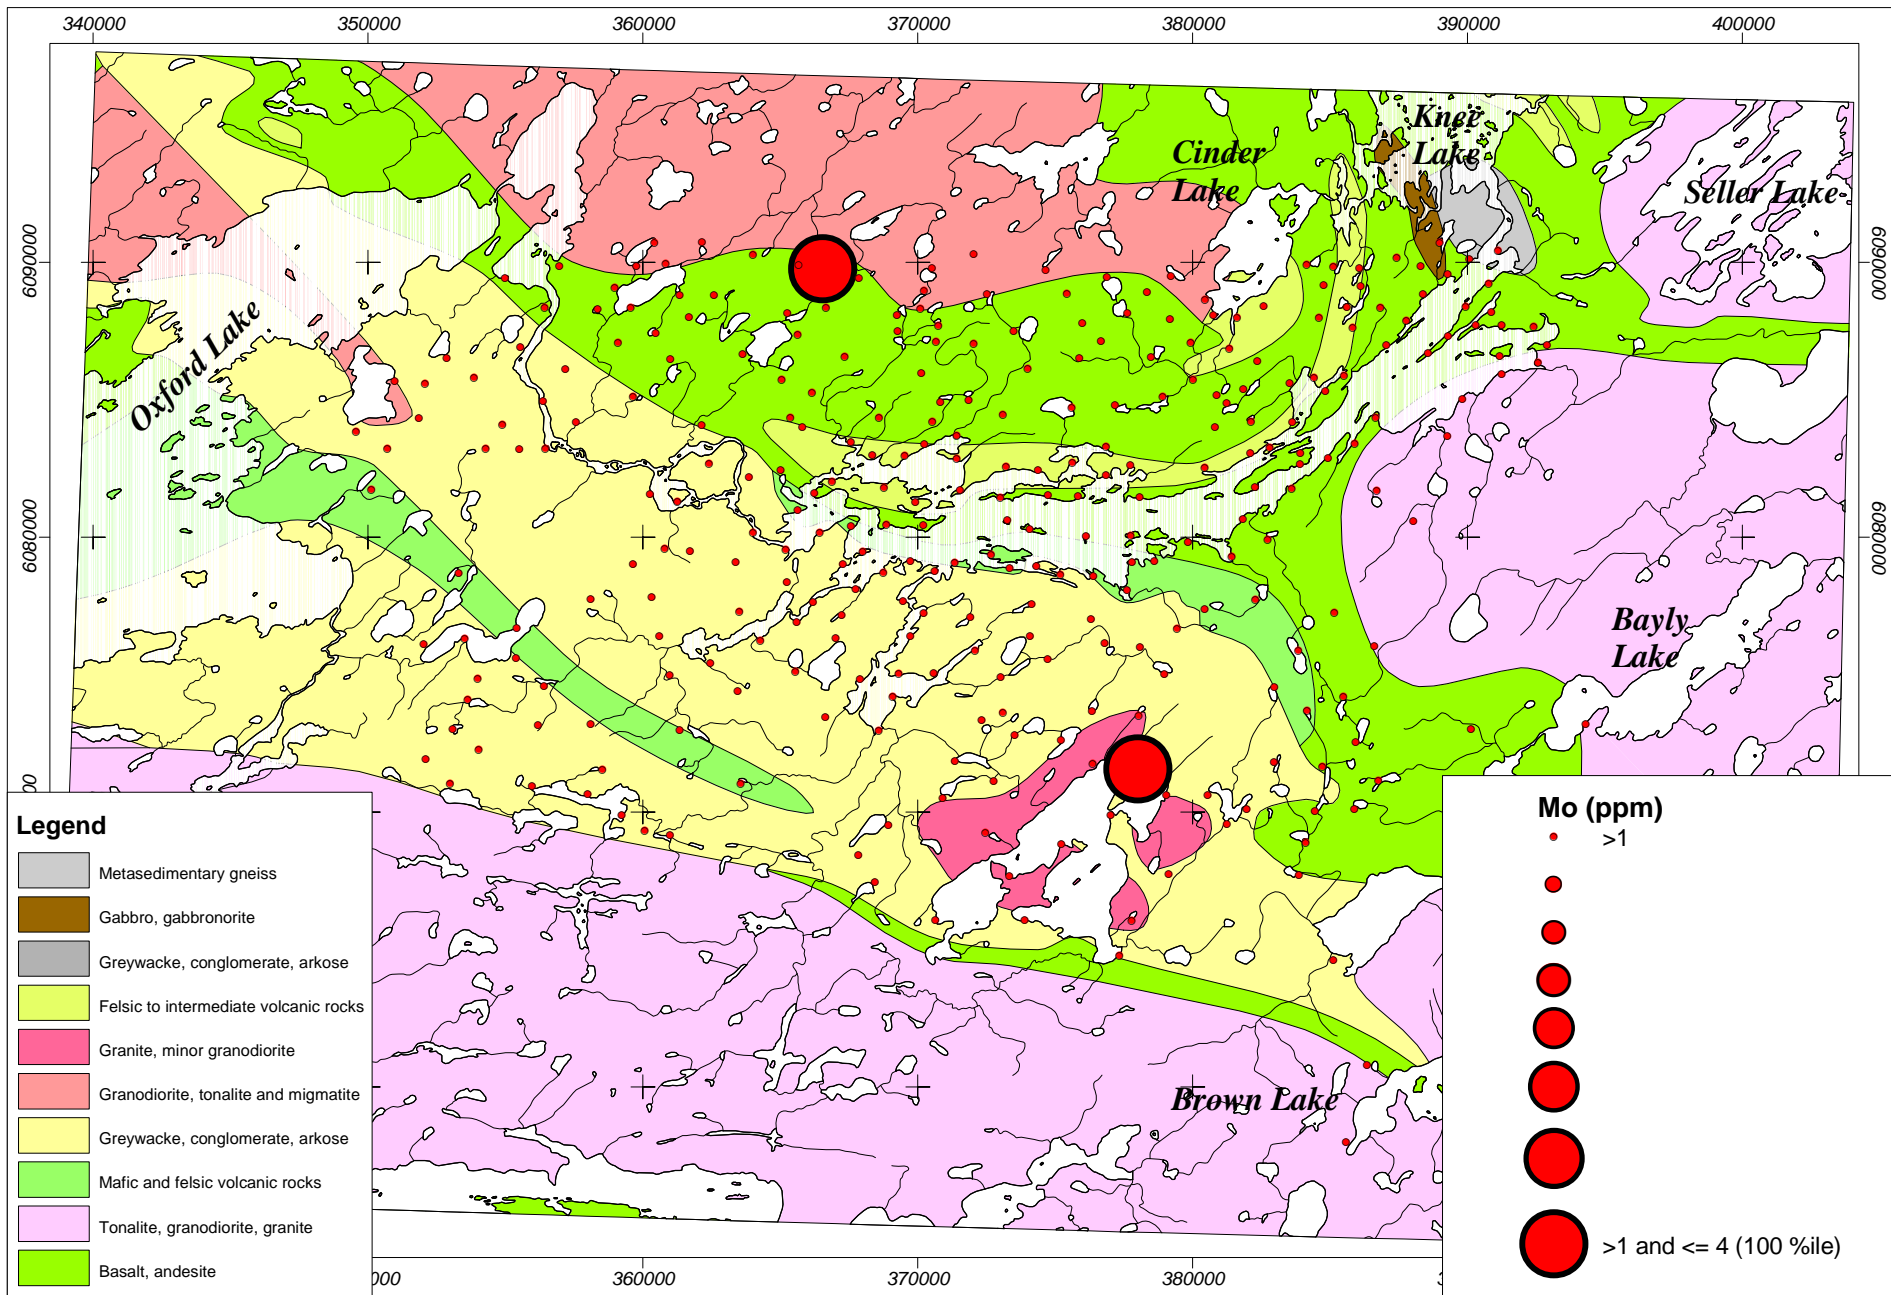 340000 350000 360000 370000 380000 390000 400000
Knee
Lake
Cinder
Lake
Seller Lake
6090000
6090000
Oxford Lake
6080000
6080000
Bayly
Lake
Brown Lake
Legend
Metasedimentary gneiss
Gabbro, gabbronorite
Greywacke, conglomerate, arkose
Felsic to intermediate volcanic rocks
Granite, minor granodiorite
Granodiorite, tonalite and migmatite
Greywacke, conglomerate, arkose
Mafic and felsic volcanic rocks
Tonalite, granodiorite, granite
Basalt, andesite
Mo (ppm)
>1
>1 and <= 4 (100 %ile)
360000 370000 380000